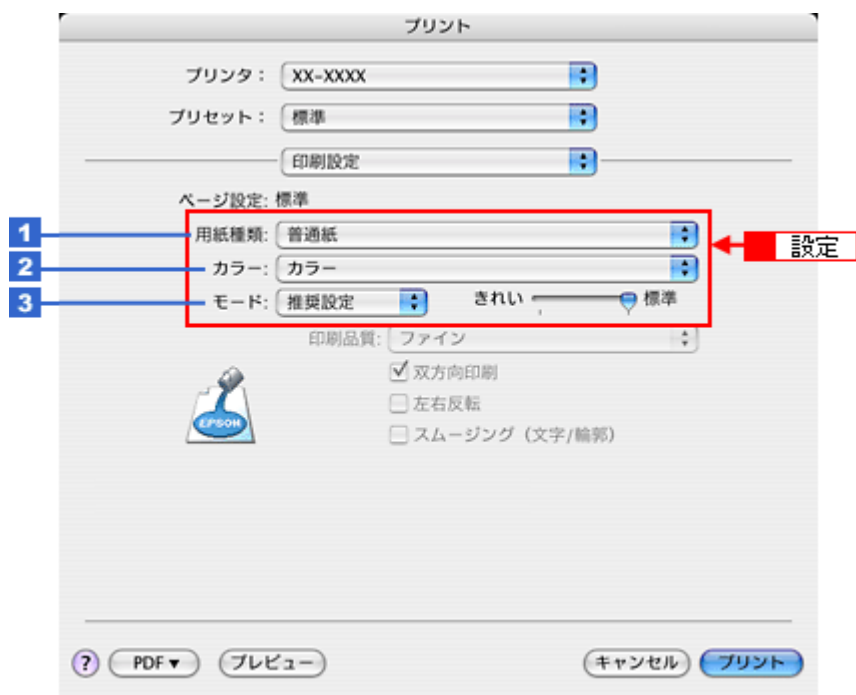 プリント
プリンタ： XX-XXXX
プリセット： 標準
印刷設定
ページ設定: 標準
1 用紙種類: 普通紙
設定
2 カラー: カラー
3 モード: 推奨設定 きれい 標準
印刷品質: ファイン
双方向印刷
左右反転
EPSON
スムージング（文字/輪郭）
? PDF▼ プレビュー キャンセル プリント